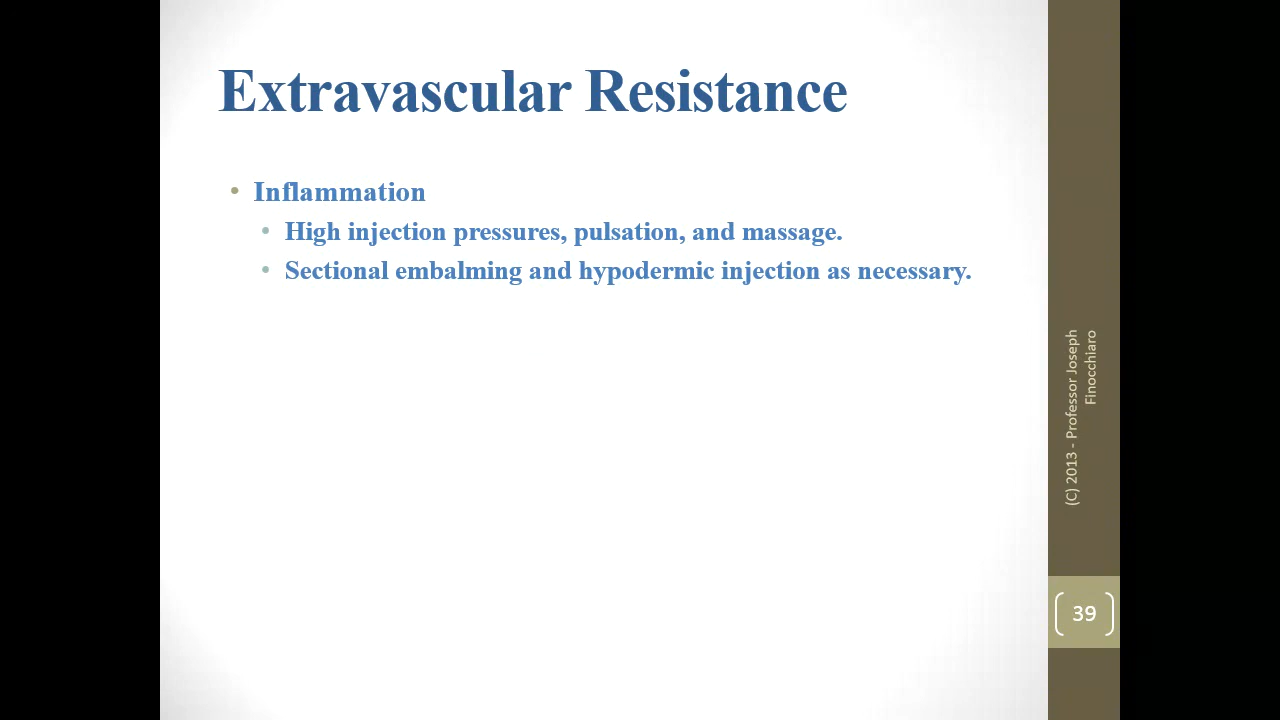 Extravascular Resistance
• Inflammation
• High injection pressures, pulsation, and massage.
• Sectional embalming and hypodermic injection as necessary.
(C) 2013 - Professor Joseph
Finocchiaro
39